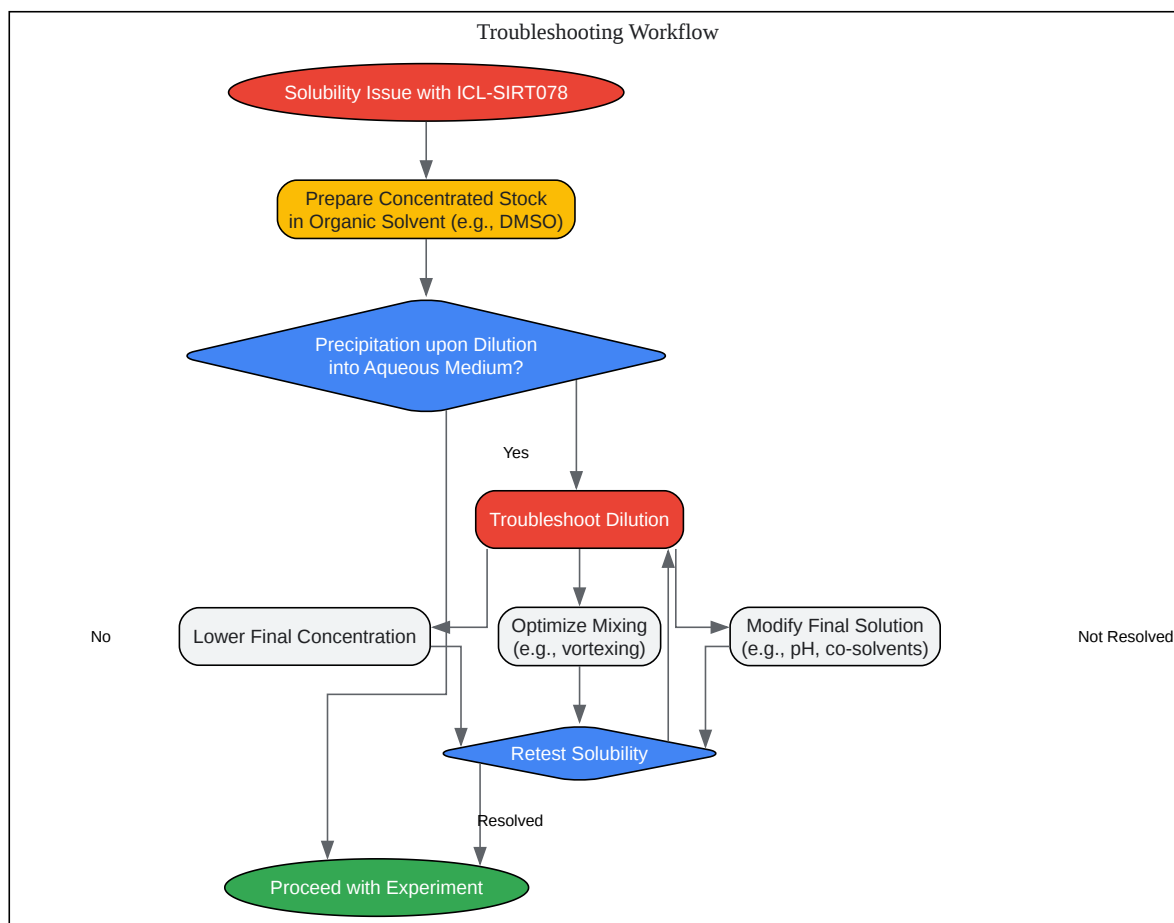 Troubleshooting Workflow
Solubility Issue with ICL-SIRT078
Prepare Concentrated Stock
in Organic Solvent (e.g., DMSO)
Precipitation upon Dilution
into Aqueous Medium?
Yes
Troubleshoot Dilution
No
Lower Final Concentration
Optimize Mixing
(e.g., vortexing)
Modify Final Solution
(e.g., pH, co-solvents)
Not Resolved
Retest Solubility
Resolved
Proceed with Experiment